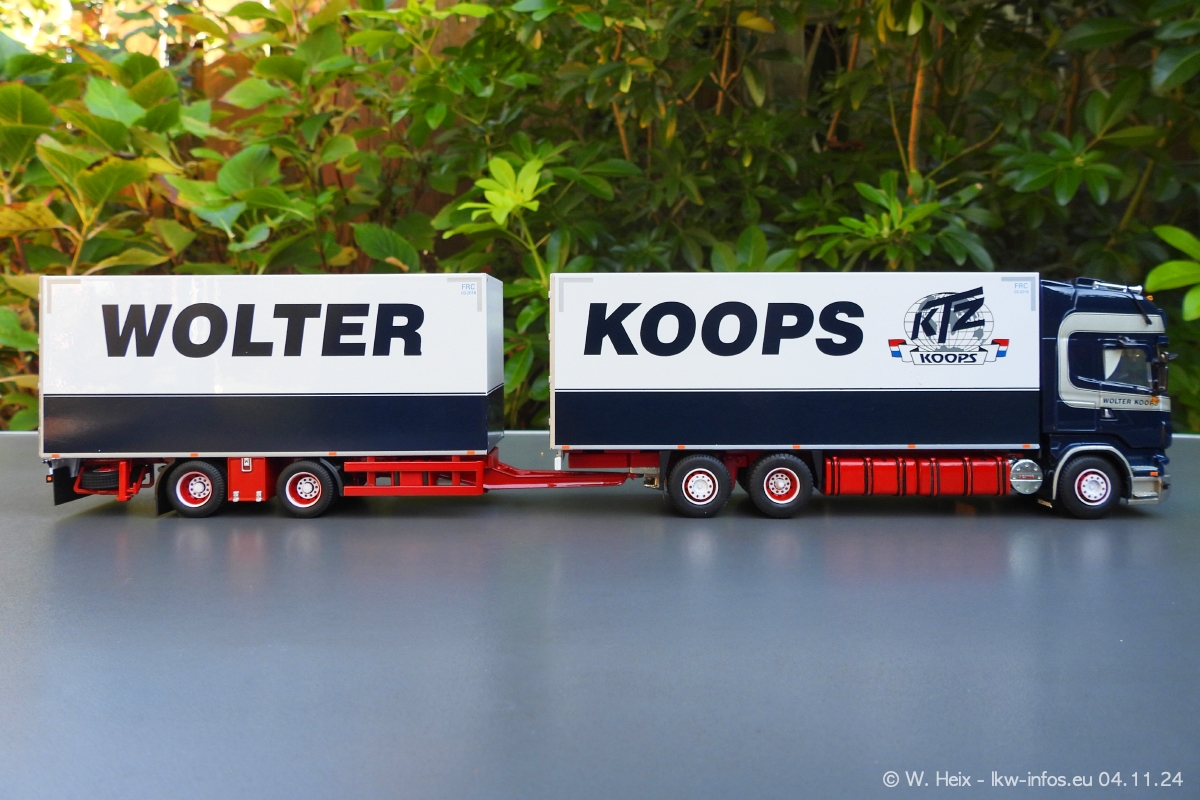 WOLTER
FRC
KOOPS
KTZ
KOOPS
FRC
WOLTER KOOPS
© W. Heix - lkw-infos.eu 04.11.24